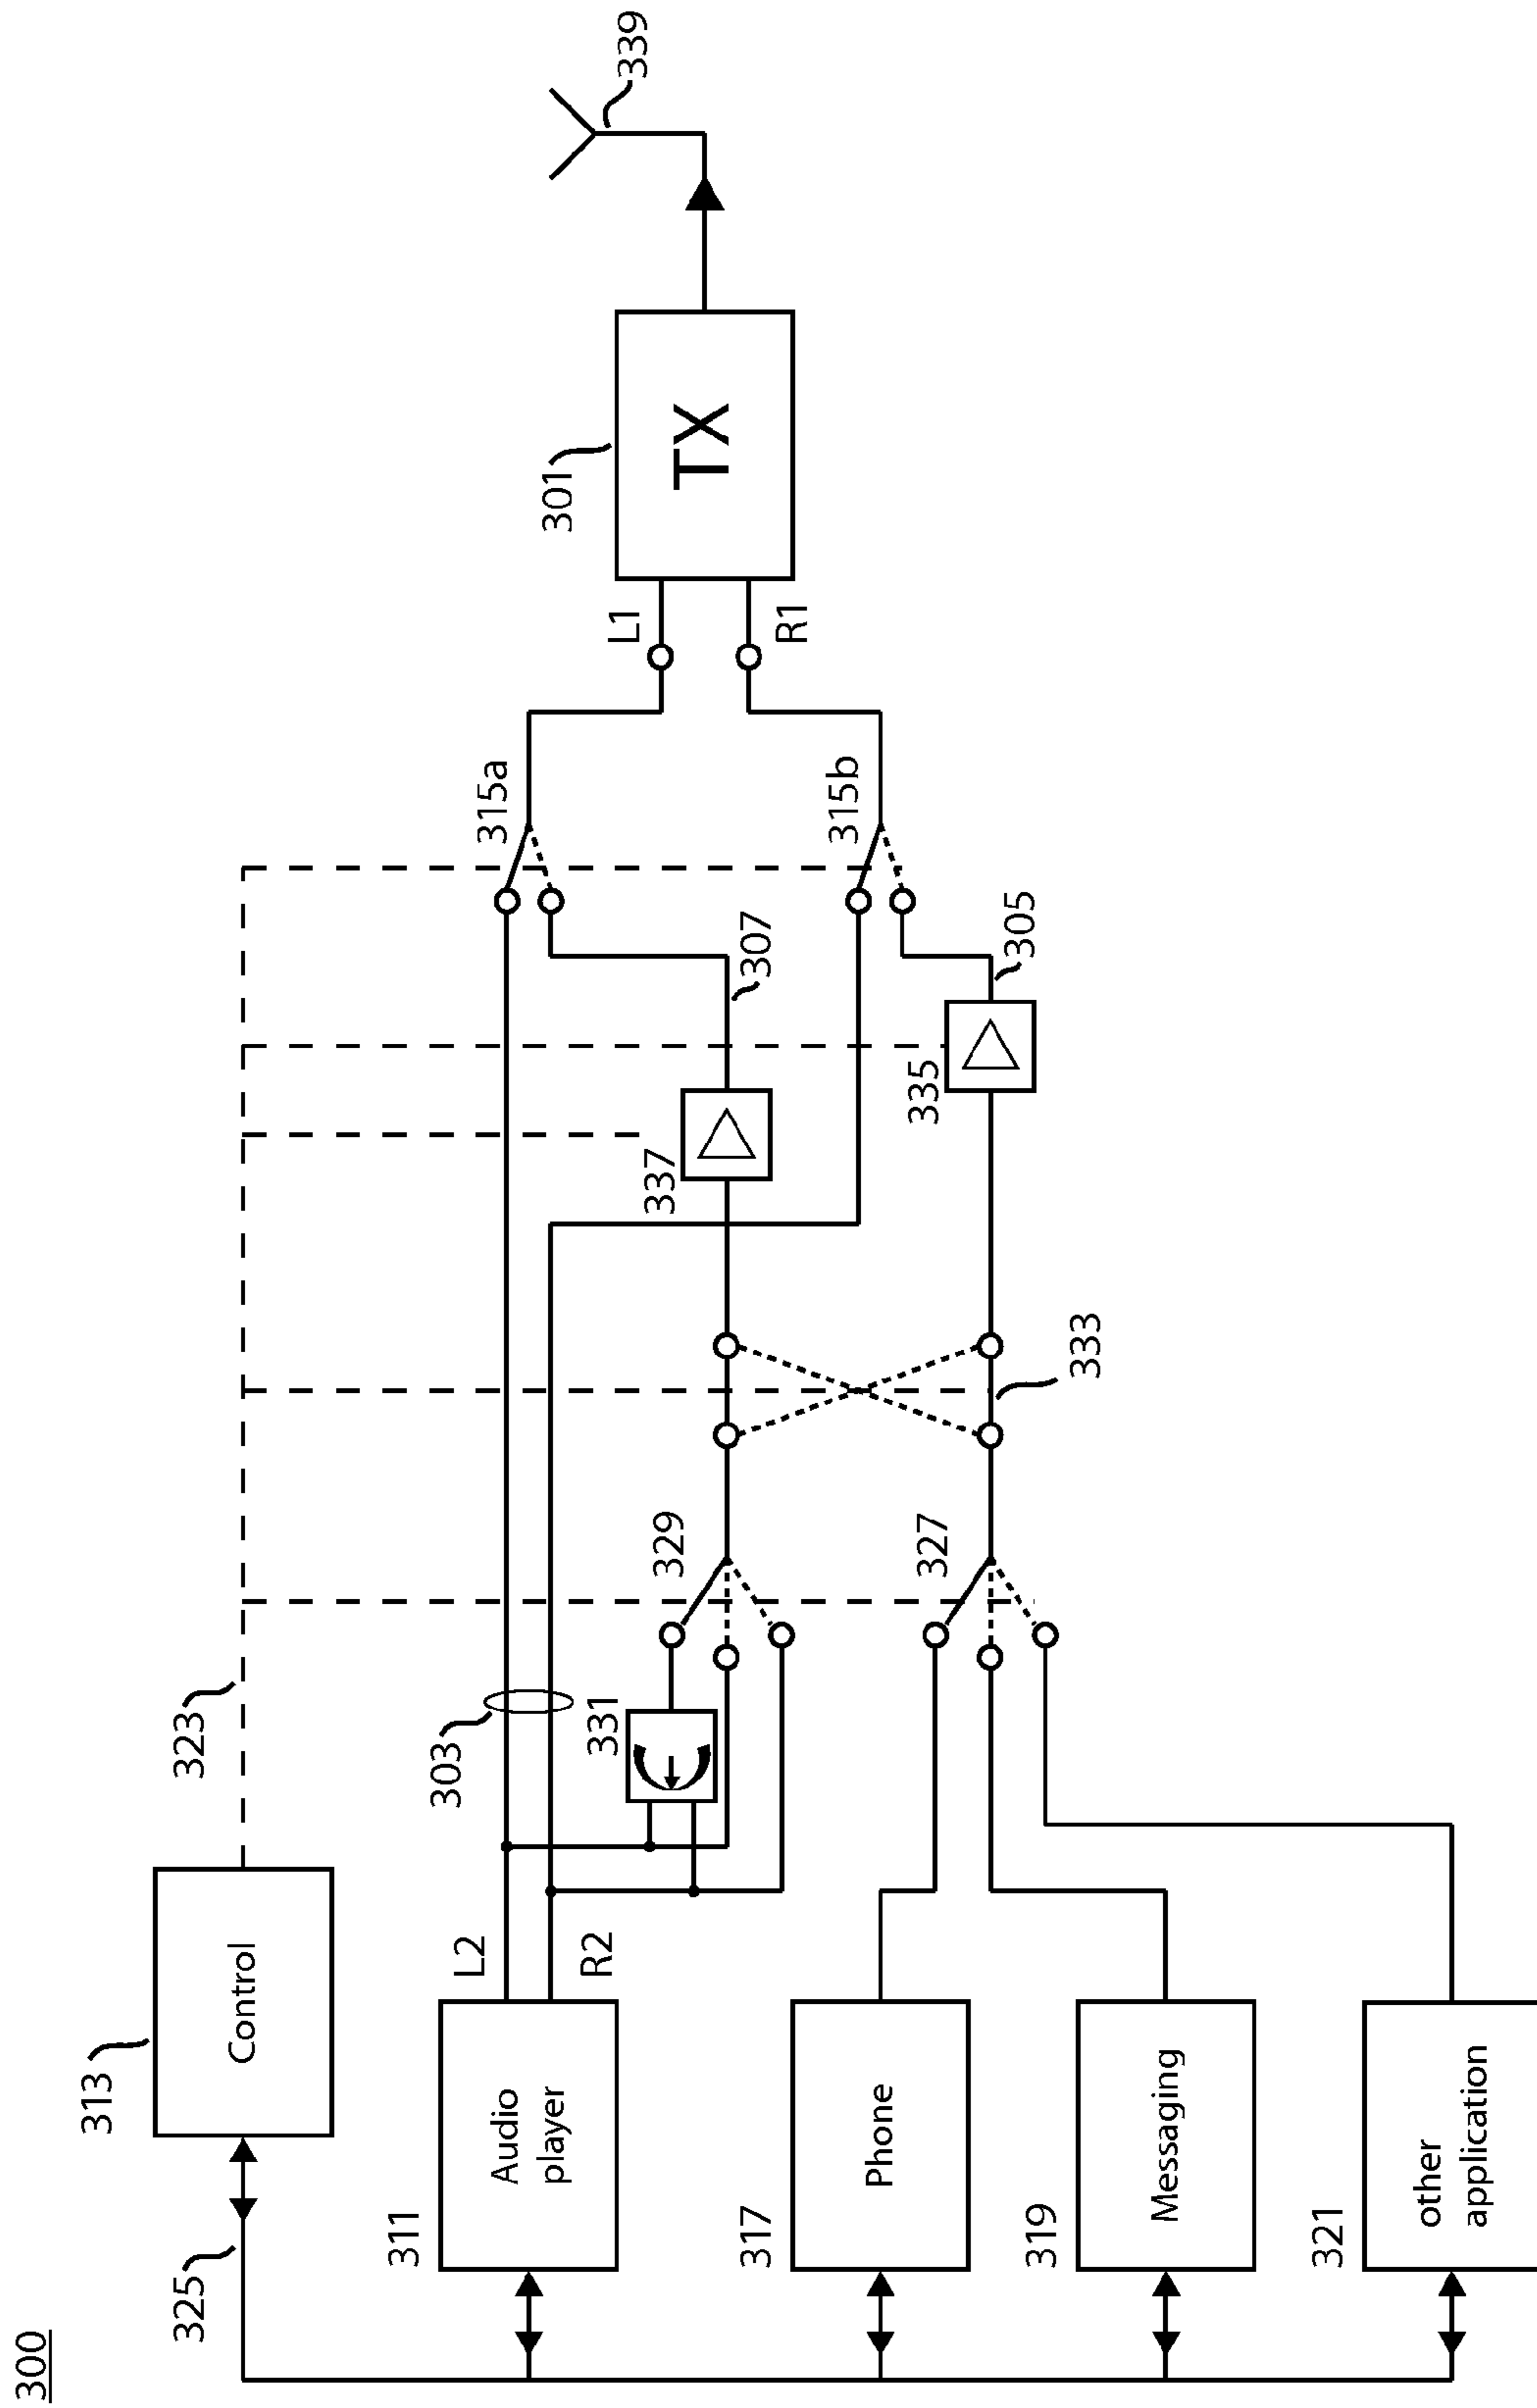 300
325
313
Control
323
311
Audio
player
L2
R2
303
331
329
317
Phone
327
319
Messaging
321
other
application
333
337
307
335
305
315a
315b
L1
R1
301
TX
339